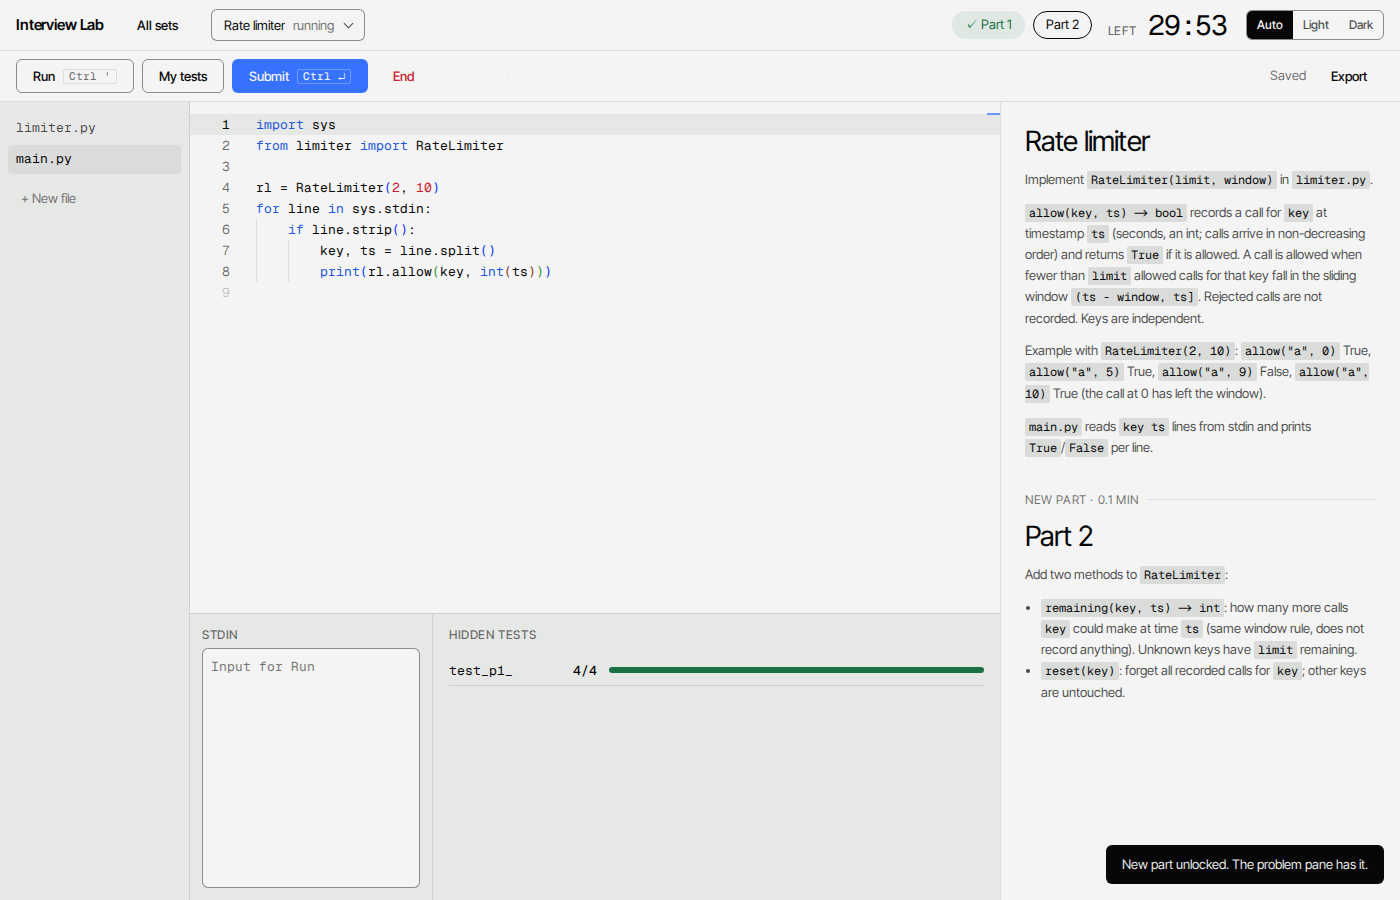 Interview Lab
All sets
Rate limiter running
✓ Part 1
Part 2
LEFT 29:53
Auto
Light
Dark
Run Ctrl '
My tests
Submit Ctrl ↵
End
Saved
Export
limiter.py
main.py
+ New file
1 import sys
2 from limiter import RateLimiter
3
4 rl = RateLimiter(2, 10)
5 for line in sys.stdin:
6     if line.strip():
7         key, ts = line.split()
8         print(rl.allow(key, int(ts)))
9
STDIN
Input for Run
HIDDEN TESTS
test_p1_ 4/4
Rate limiter
Implement RateLimiter(limit, window) in limiter.py.
allow(key, ts) → bool records a call for key at
timestamp ts (seconds, an int; calls arrive in non-decreasing
order) and returns True if it is allowed. A call is allowed when
fewer than limit allowed calls for that key fall in the sliding
window (ts - window, ts]. Rejected calls are not
recorded. Keys are independent.
Example with RateLimiter(2, 10): allow("a", 0) True,
allow("a", 5) True, allow("a", 9) False, allow("a",
10) True (the call at 0 has left the window).
main.py reads key ts lines from stdin and prints
True/False per line.
NEW PART · 0.1 MIN
Part 2
Add two methods to RateLimiter:
• remaining(key, ts) → int: how many more calls
key could make at time ts (same window rule, does not
record anything). Unknown keys have limit remaining.
• reset(key): forget all recorded calls for key; other keys
are untouched.
New part unlocked. The problem pane has it.